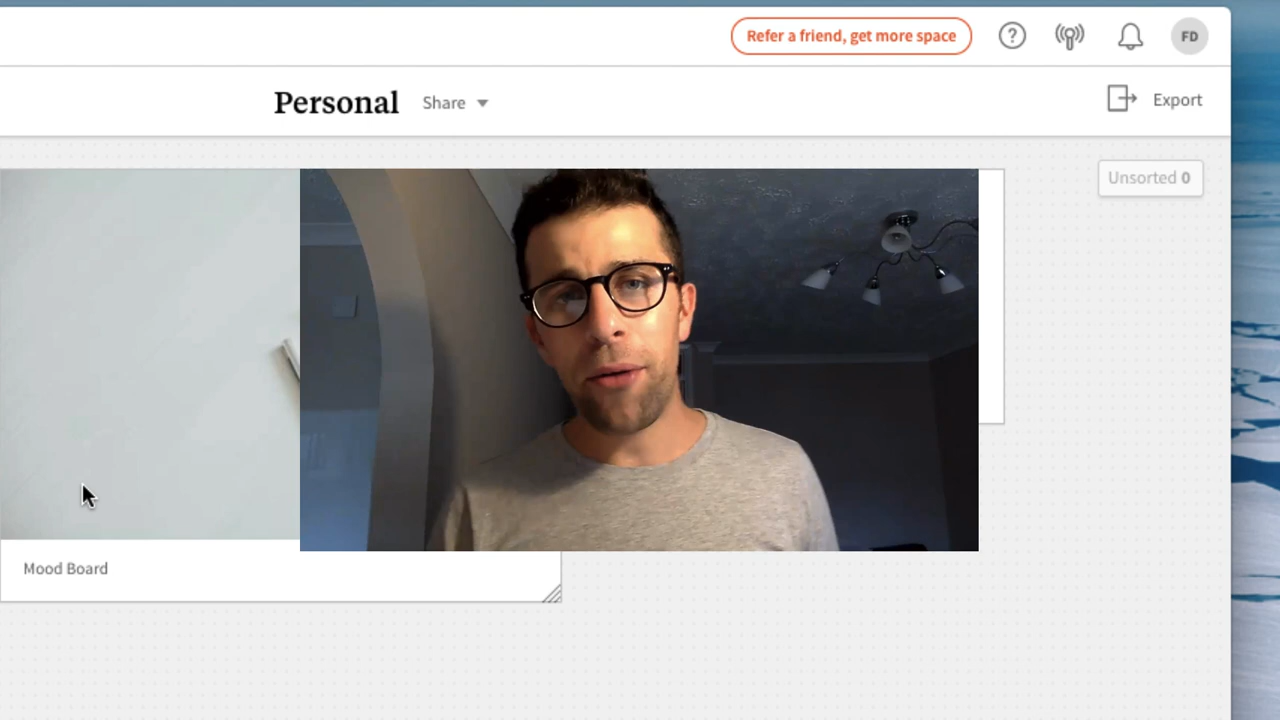 Refer a friend, get more space
FD
Personal
Share
Export
Unsorted 0
Mood Board